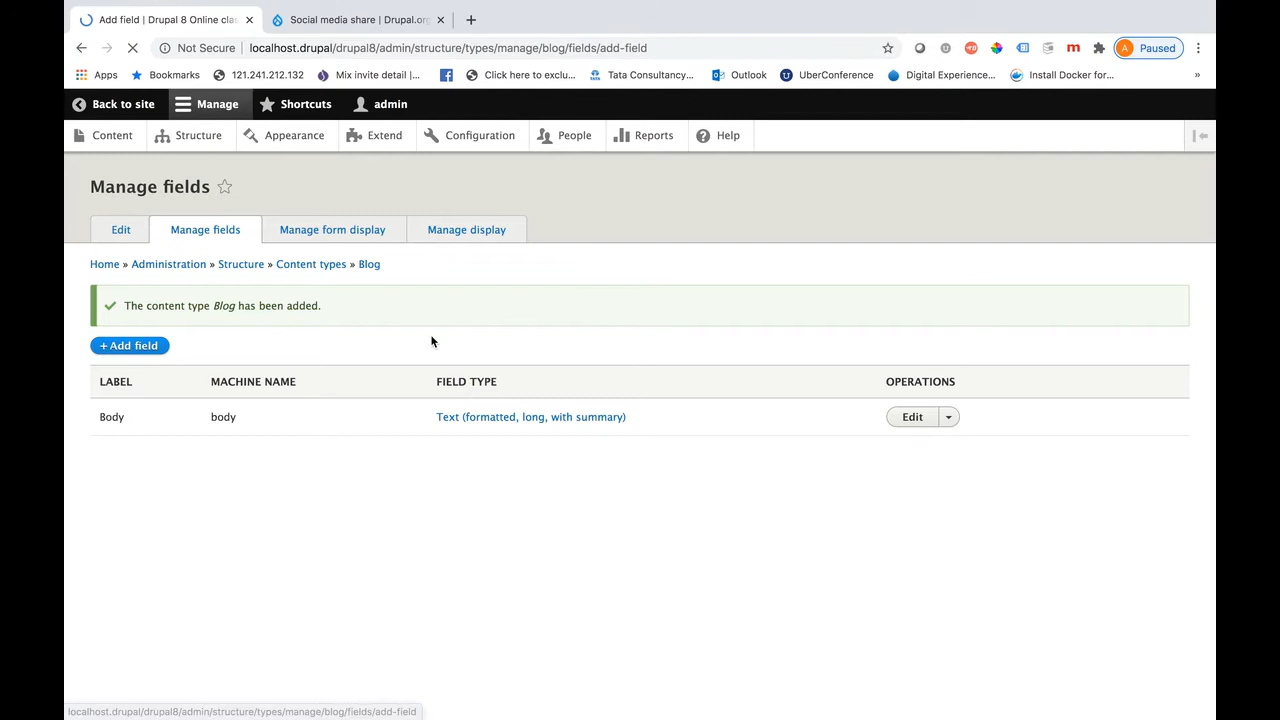 Add field | Drupal 8 Online clas
Social media share | Drupal.org
Not Secure
localhost.drupal/drupal8/admin/structure/types/manage/blog/fields/add-field
A Paused
Apps
Bookmarks
121.241.212.132
Mix invite detail |...
Click here to exclu...
Tata Consultancy...
Outlook
UberConference
Digital Experience...
Install Docker for...
»
Back to site
Manage
Shortcuts
admin
Content
Structure
Appearance
Extend
Configuration
People
Reports
Help
Manage fields
Edit
Manage fields
Manage form display
Manage display
Home » Administration » Structure » Content types » Blog
The content type Blog has been added.
+ Add field
LABEL MACHINE NAME FIELD TYPE OPERATIONS
Body body Text (formatted, long, with summary) Edit
localhost.drupal/drupal8/admin/structure/types/manage/blog/fields/add-field